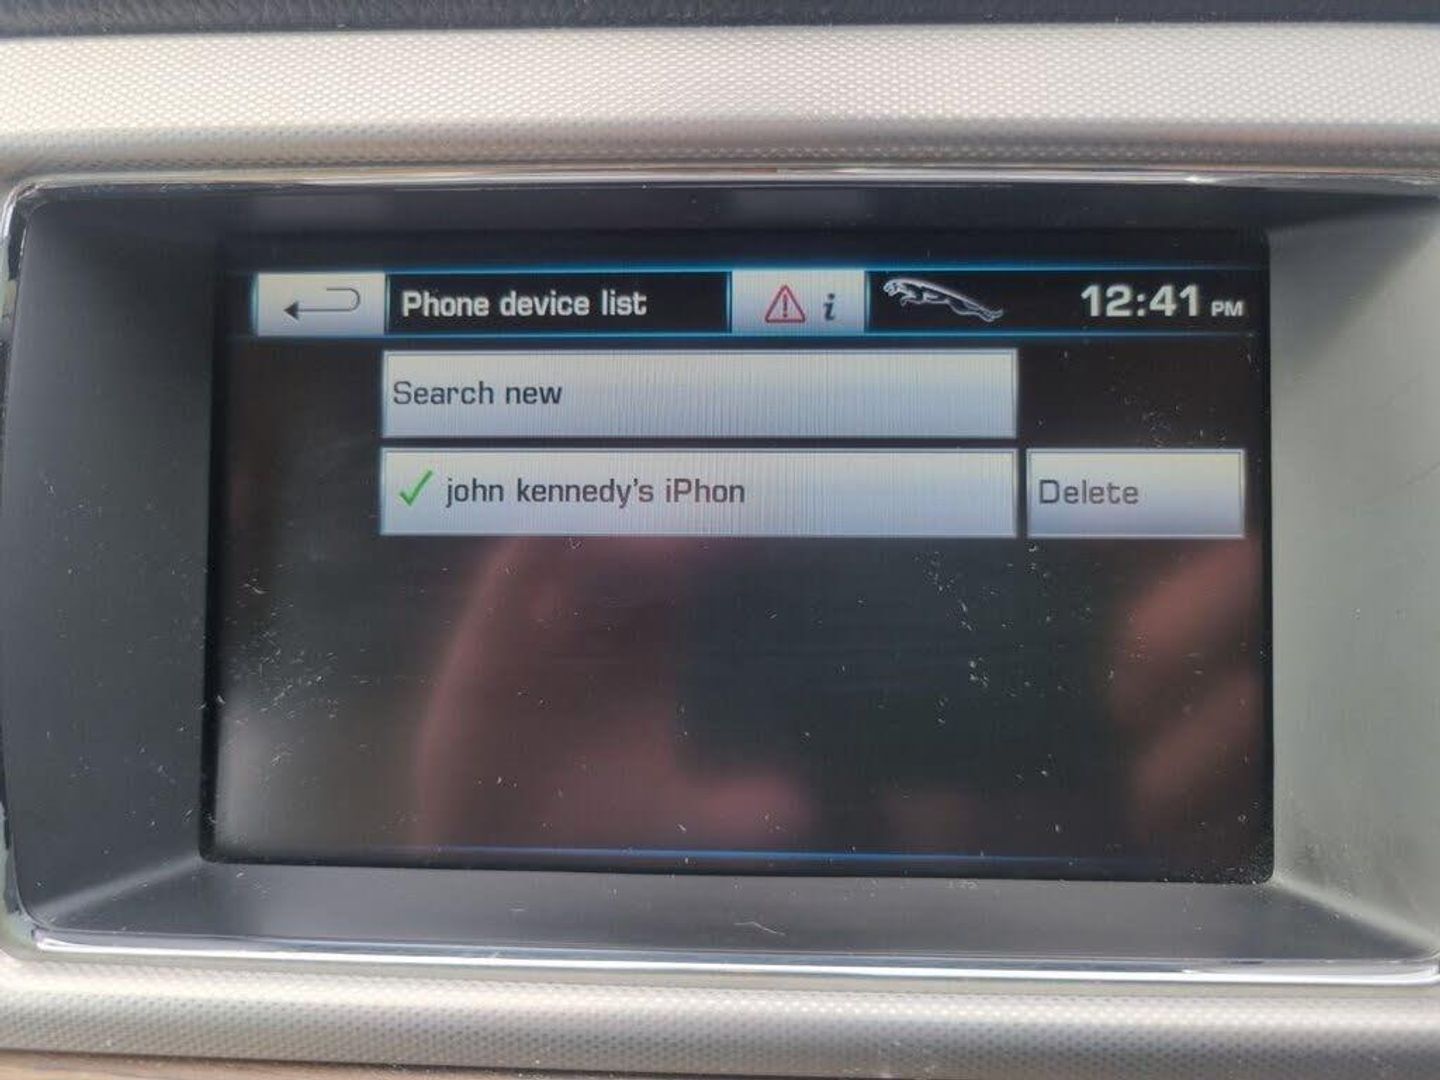 Phone device list
i
12:41 PM
Search new
john kennedy's iPhon
Delete